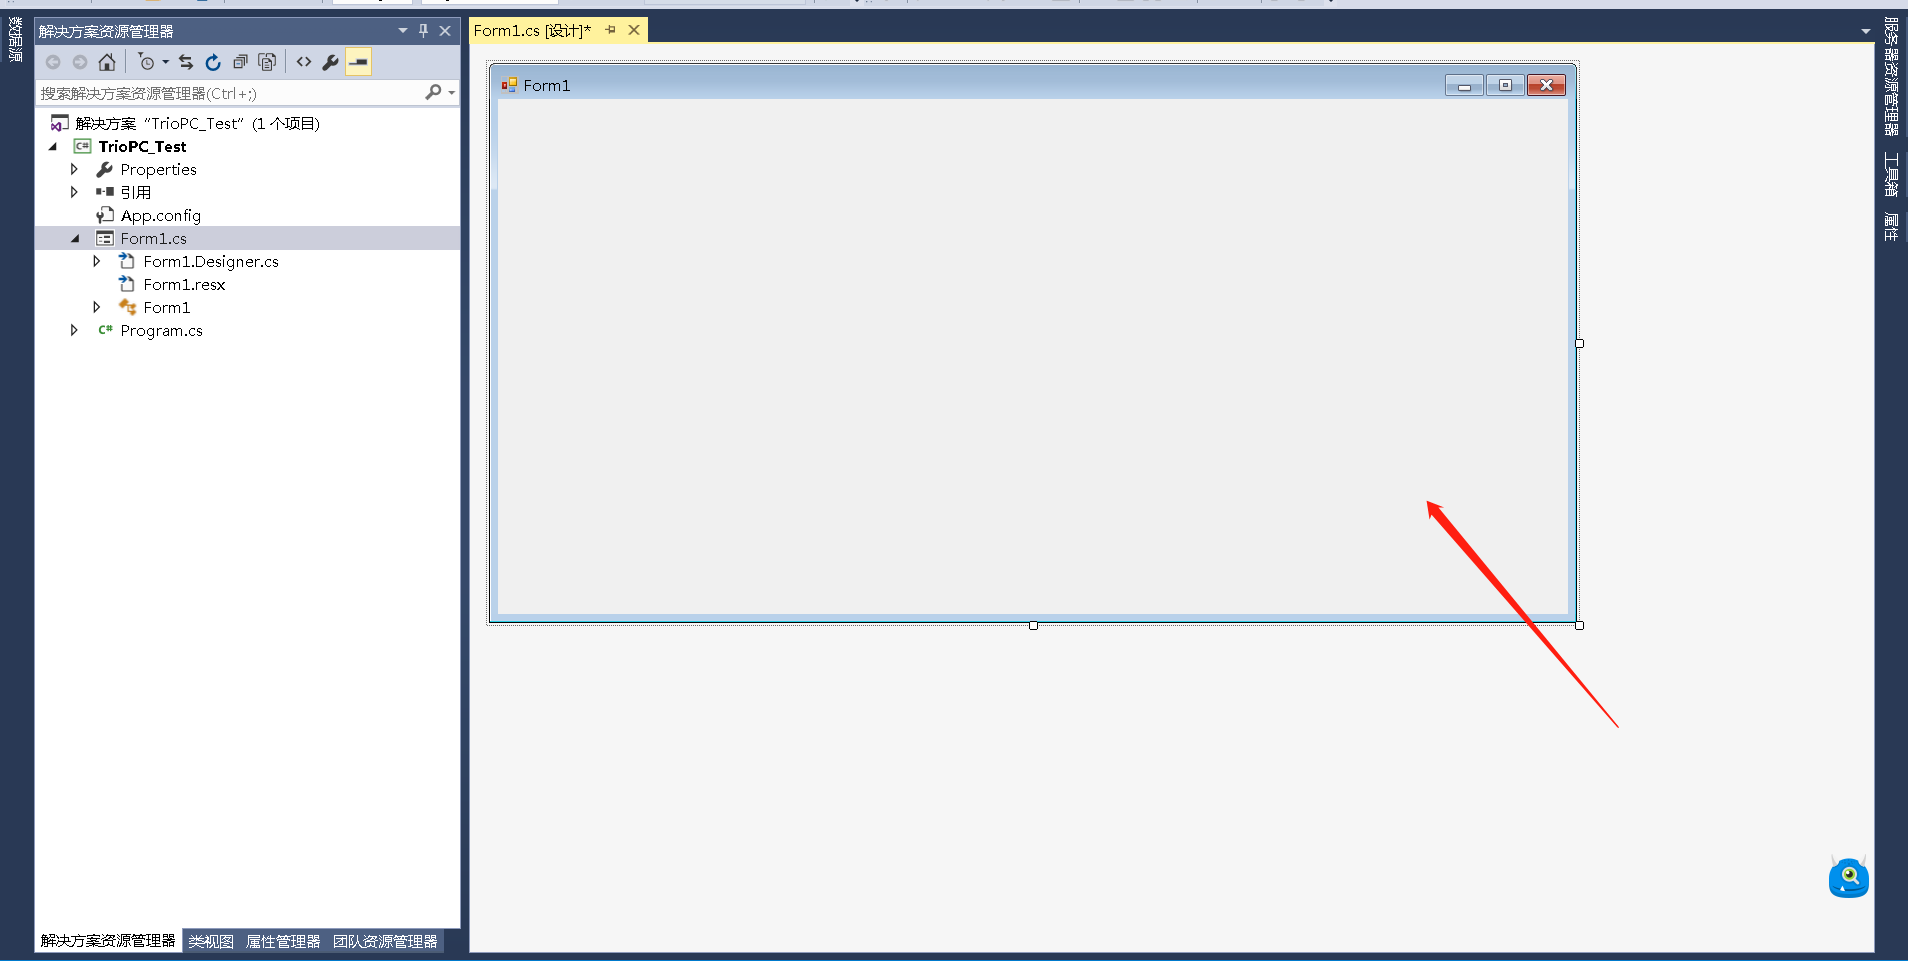 数据源
解决方案资源管理器
搜索解决方案资源管理器(Ctrl+;)
解决方案 "TrioPC_Test" (1 个项目)
TrioPC_Test
Properties
引用
App.config
Form1.cs
Form1.Designer.cs
Form1.resx
Form1
Program.cs
解决方案资源管理器 类视图 属性管理器 团队资源管理器
Form1.cs [设计]*
Form1
服务器资源管理器
工具箱
属性